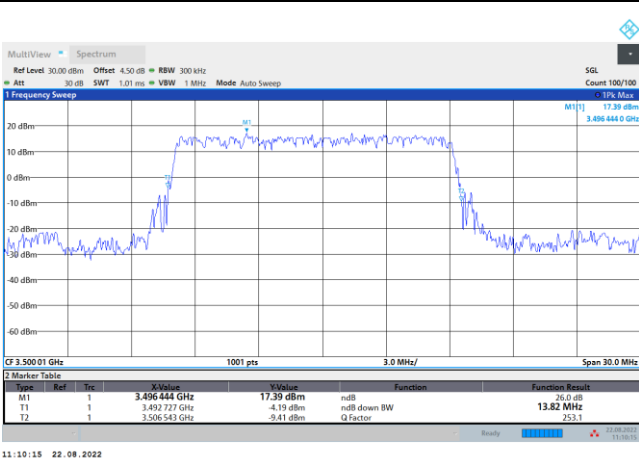 MultiView Spectrum
Ref Level 30.00 dBm Offset 4.50 dB RBW 300 kHz SGL
Att 30 dB SWT 1.01 ms VBW 1 MHz Mode Auto Sweep Count 100/100
1 Frequency Sweep 1Pk Max
M1[1] 17.39 dBm
3.496 444 0 GHz
M1
20 dBm
10 dBm
0 dBm
-10 dBm
-20 dBm
-30 dBm
-40 dBm
-50 dBm
-60 dBm
CF 3.500 01 GHz 1001 pts 3.0 MHz/ Span 30.0 MHz
2 Marker Table
Type Ref Trc X-Value Y-Value Function Function Result
M1 1 3.496 444 GHz 17.39 dBm ndB 26.0 dB
T1 1 3.492 727 GHz -4.19 dBm ndB down BW 13.82 MHz
T2 1 3.506 543 GHz -9.41 dBm Q Factor 253.1
Ready 22.08.2022
11:10:15
11:10:15 22.08.2022